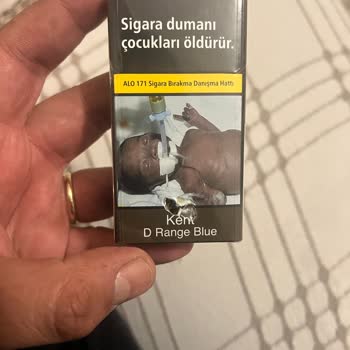 Sigara dumanı
çocukları öldürür.
ALO 171 Sigara Bırakma Danışma Hattı
Kent
D Range Blue